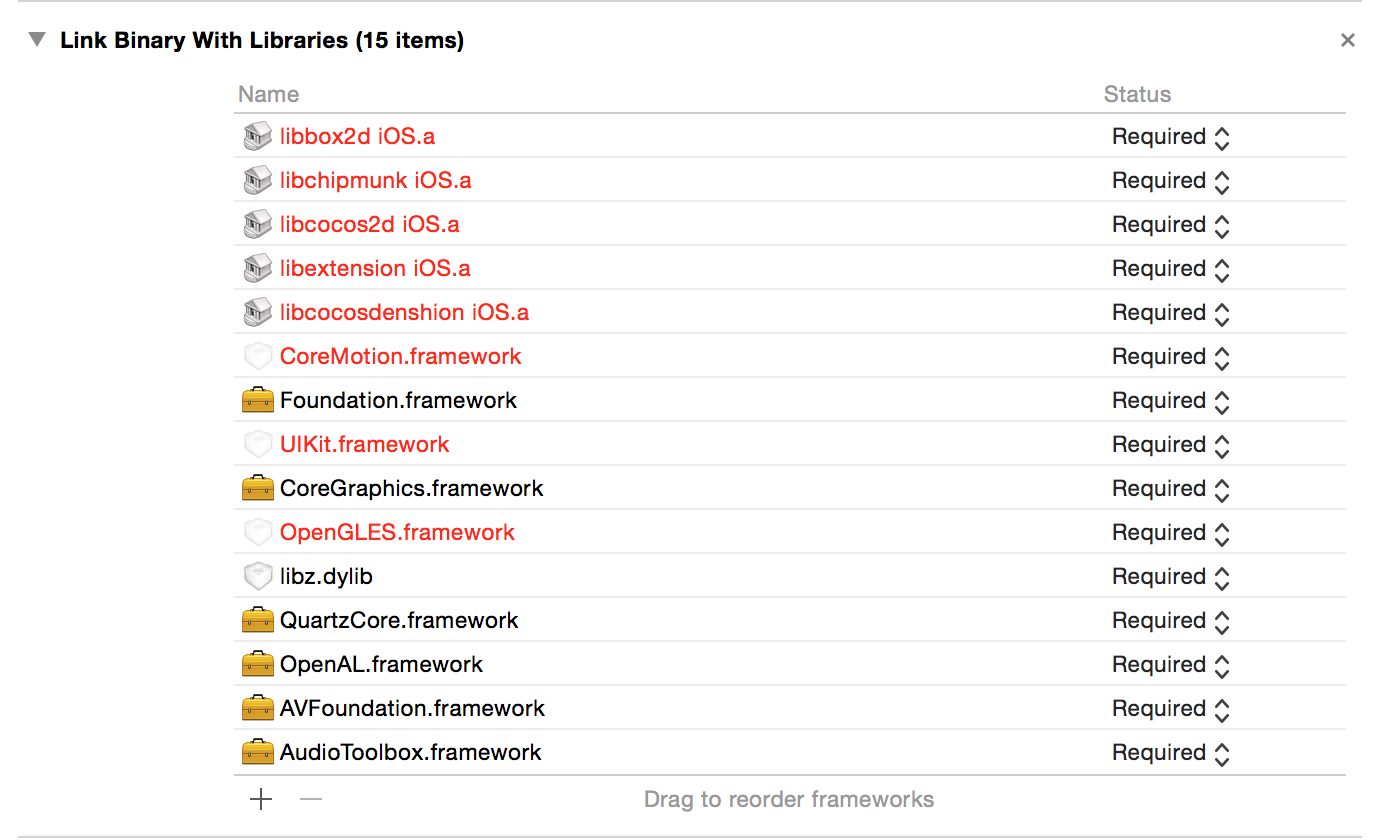 Link Binary With Libraries (15 items)
Name Status
libbox2d iOS.a Required
libchipmunk iOS.a Required
libcocos2d iOS.a Required
libextension iOS.a Required
libcocosdenshion iOS.a Required
CoreMotion.framework Required
Foundation.framework Required
UIKit.framework Required
CoreGraphics.framework Required
OpenGLES.framework Required
libz.dylib Required
QuartzCore.framework Required
OpenAL.framework Required
AVFoundation.framework Required
AudioToolbox.framework Required
Drag to reorder frameworks